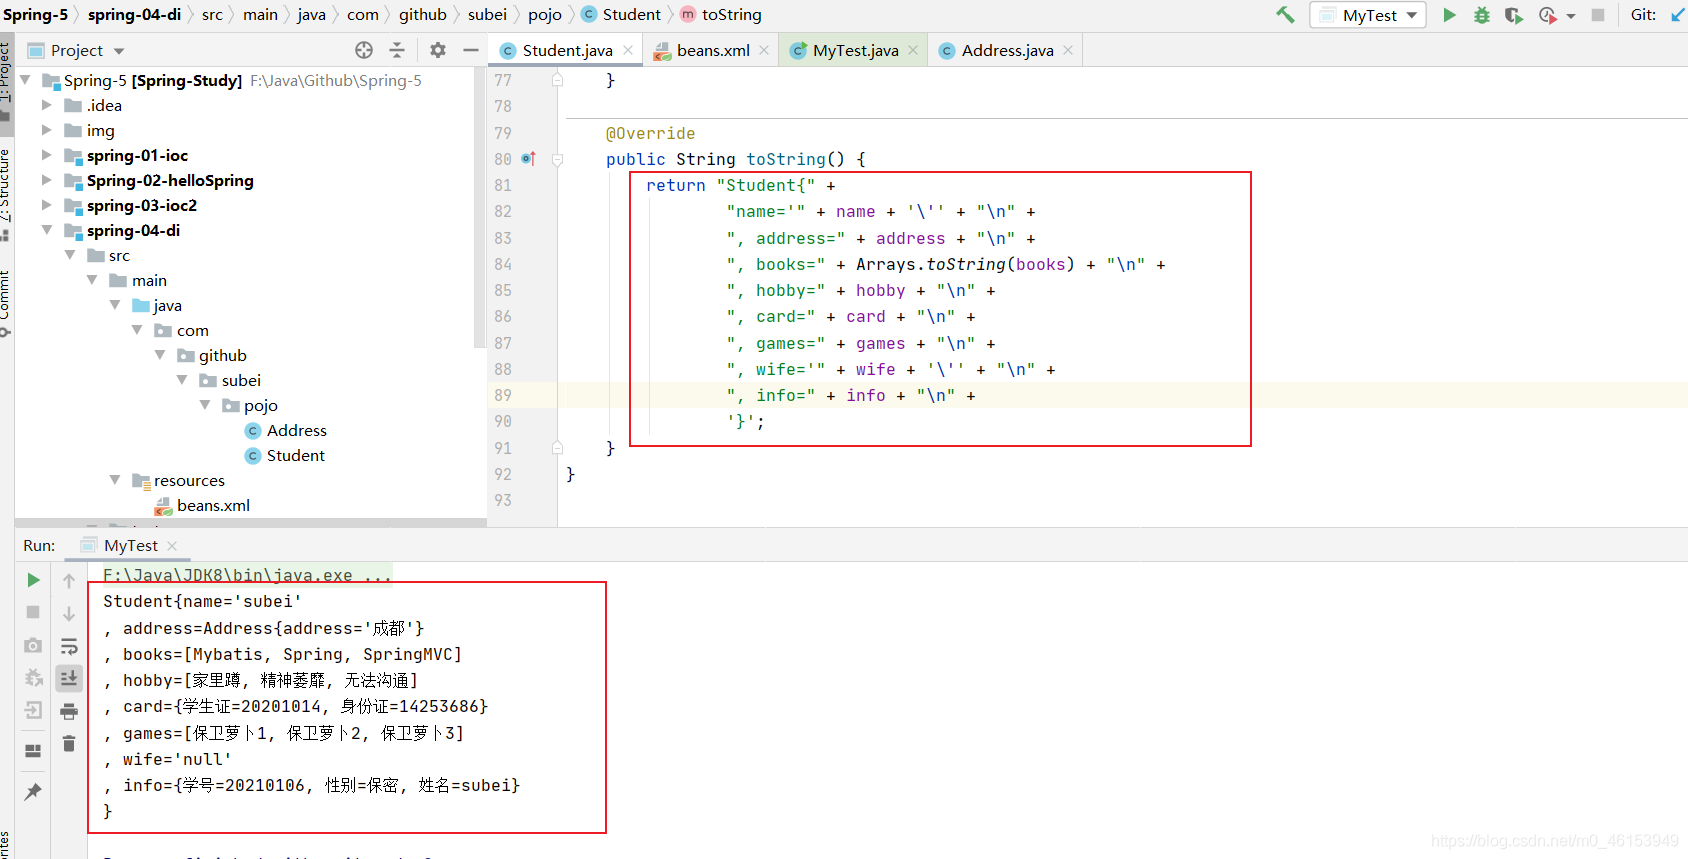 Spring-5 spring-04-di src main java com github subei pojo Student toString MyTest Git:
1: Project
Project
Student.java beans.xml MyTest.java Address.java
Spring-5 [Spring-Study] F:\Java\Github\Spring-5
.idea
img
spring-01-ioc
Spring-02-helloSpring
spring-03-ioc2
spring-04-di
src
main
java
com
github
subei
pojo
Address
Student
resources
beans.xml
7: Structure
Commit
77 }
78
79 @Override
80 public String toString() {
81 return "Student{" +
82 "name='" + name + '\'' + "\n" +
83 ", address=" + address + "\n" +
84 ", books=" + Arrays.toString(books) + "\n" +
85 ", hobby=" + hobby + "\n" +
86 ", card=" + card + "\n" +
87 ", games=" + games + "\n" +
88 ", wife='" + wife + '\'' + "\n" +
89 ", info=" + info + "\n" +
90 '}';
91 }
92 }
93
Run: MyTest
F:\Java\JDK8\bin\java.exe ...
Student{name='subei'
, address=Address{address='成都'}
, books=[Mybatis, Spring, SpringMVC]
, hobby=[家里蹲, 精神萎靡, 无法沟通]
, card={学生证=20201014, 身份证=14253686}
, games=[保卫萝卜1, 保卫萝卜2, 保卫萝卜3]
, wife='null'
, info={学号=20210106, 性别=保密, 姓名=subei}
}
https://blog.csdn.net/m0_46153949